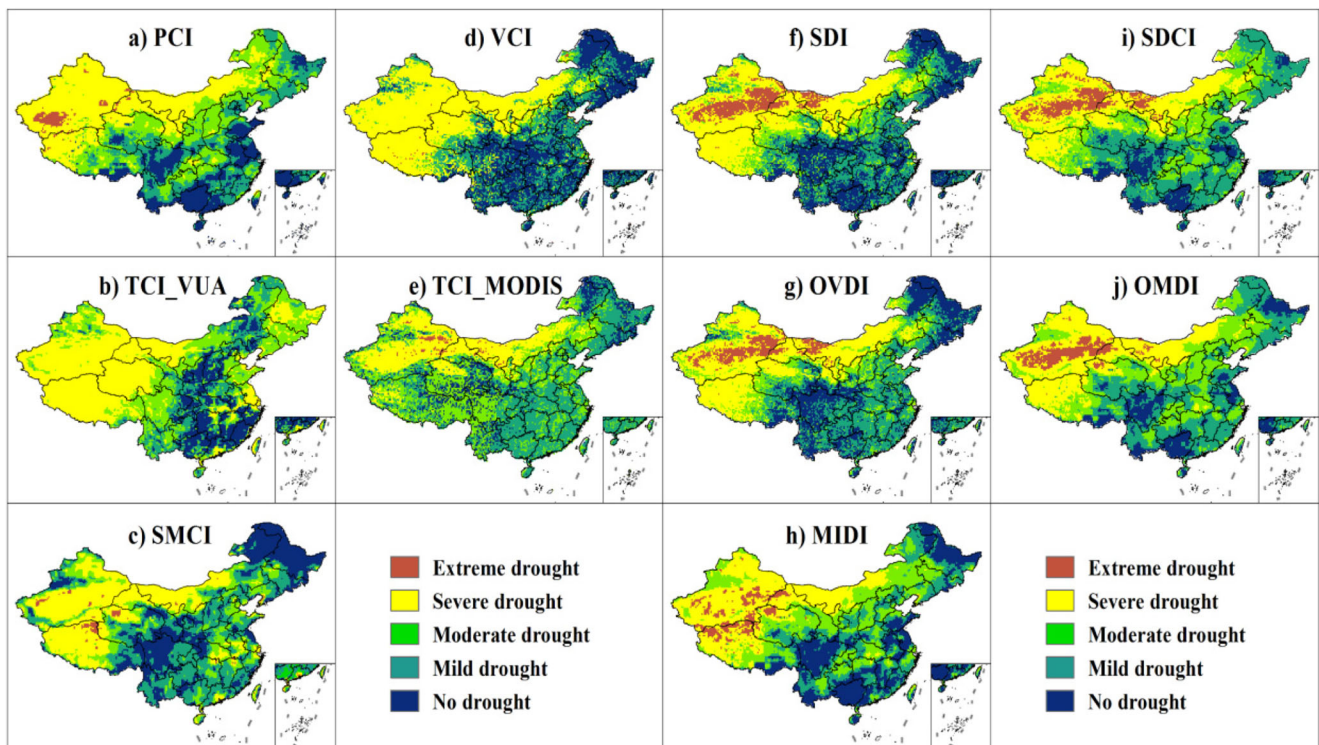 a) PCI
d) VCI
f) SDI
i) SDCI
b) TCI_VUA
e) TCI_MODIS
g) OVDI
j) OMDI
c) SMCI
h) MIDI
Extreme drought
Severe drought
Moderate drought
Mild drought
No drought
Extreme drought
Severe drought
Moderate drought
Mild drought
No drought